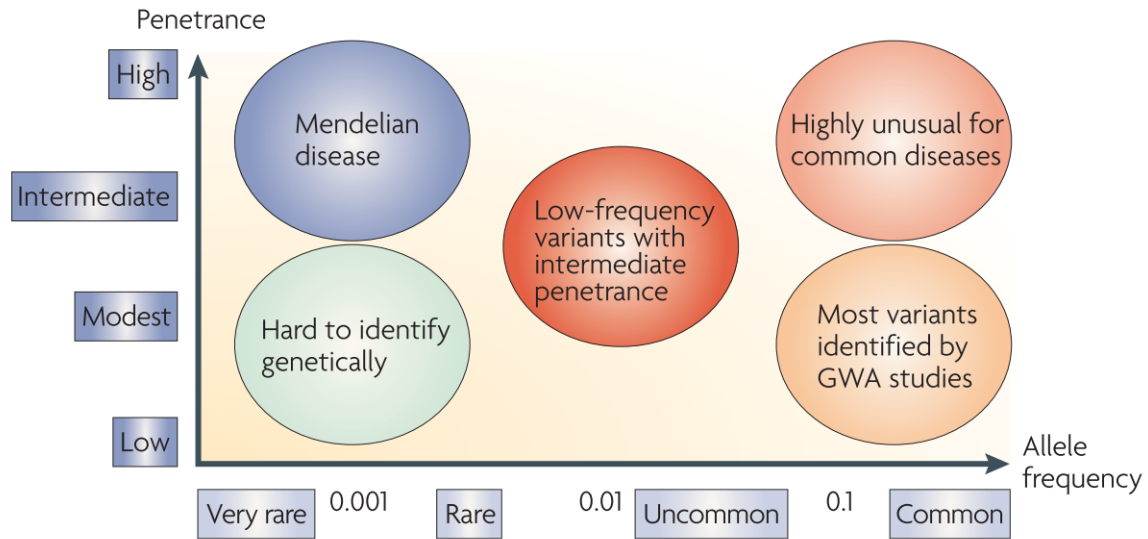 Penetrance
High
Intermediate
Modest
Low
Mendelian
disease
Highly unusual for
common diseases
Low-frequency
variants with
intermediate
penetrance
Hard to identify
genetically
Most variants
identified by
GWA studies
Allele
frequency
Very rare
0.001
Rare
0.01
Uncommon
0.1
Common